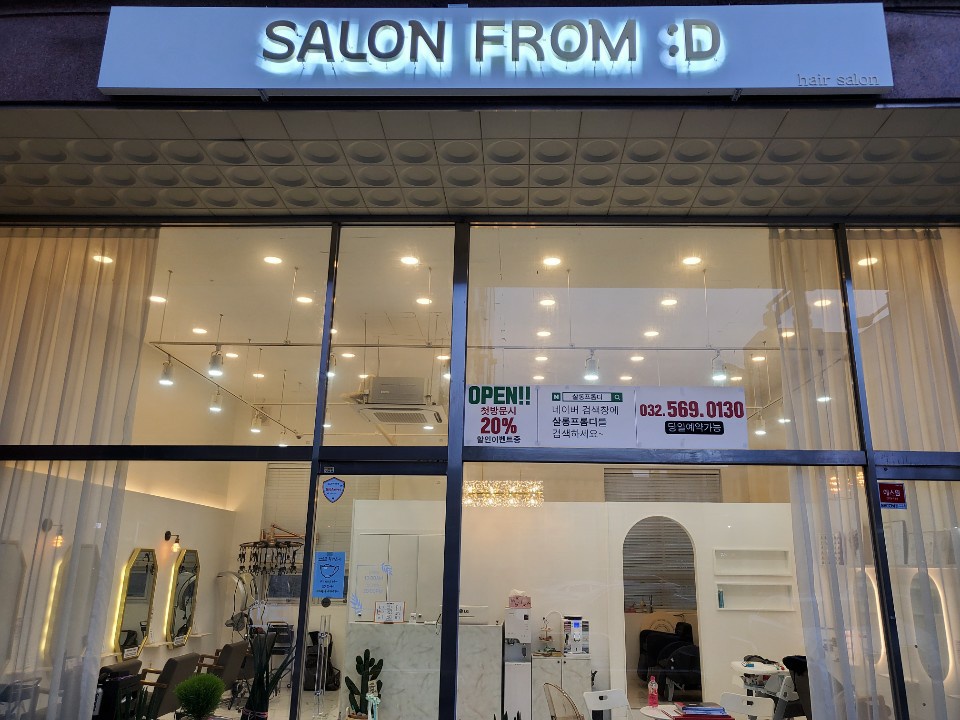 SALON FROM :D
hair salon
OPEN!!
첫방문시
20%
할인이벤트중
N 살롱프롬디
네이버 검색창에
살롱프롬디를
검색하세요~
032.569.0130
당일예약가능
LG